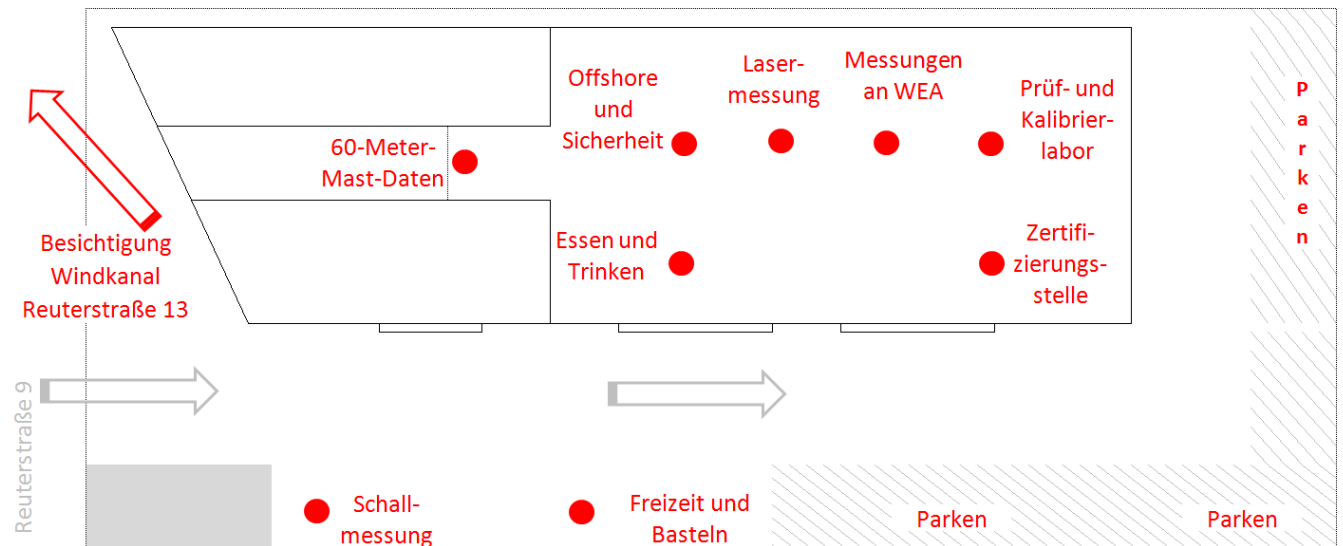 Offshore
und
Sicherheit
Laser-
messung
Messungen
an WEA
Prüf- und
Kalibrier-
labor
Parken
60-Meter-
Mast-Daten
Besichtigung
Windkanal
Reuterstraße 13
Essen und
Trinken
Zertifi-
zierungs-
stelle
Reuterstraße 9
Schall-
messung
Freizeit und
Basteln
Parken
Parken